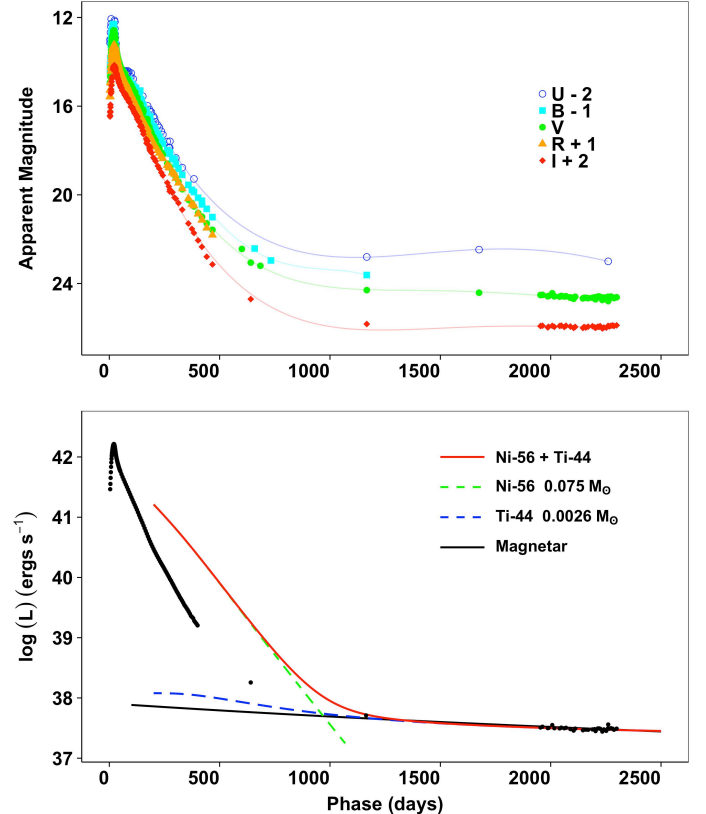 12
16
20
24
Apparent Magnitude
U - 2
B - 1
V
R + 1
I + 2
0
500
1000
1500
2000
2500
42
41
40
39
38
37
log (L) (ergs s⁻¹)
Ni-56 + Ti-44
Ni-56 0.075 M⊙
Ti-44 0.0026 M⊙
Magnetar
0
500
1000
1500
2000
2500
Phase (days)